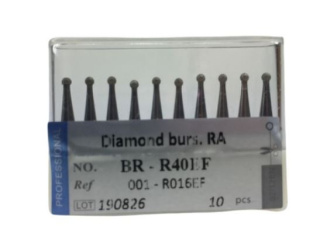 Diamond burs. RA
NO. BR - R40EF
Ref 001 - R016EF
LOT 190826 10 pcs
PROFESSIONAL